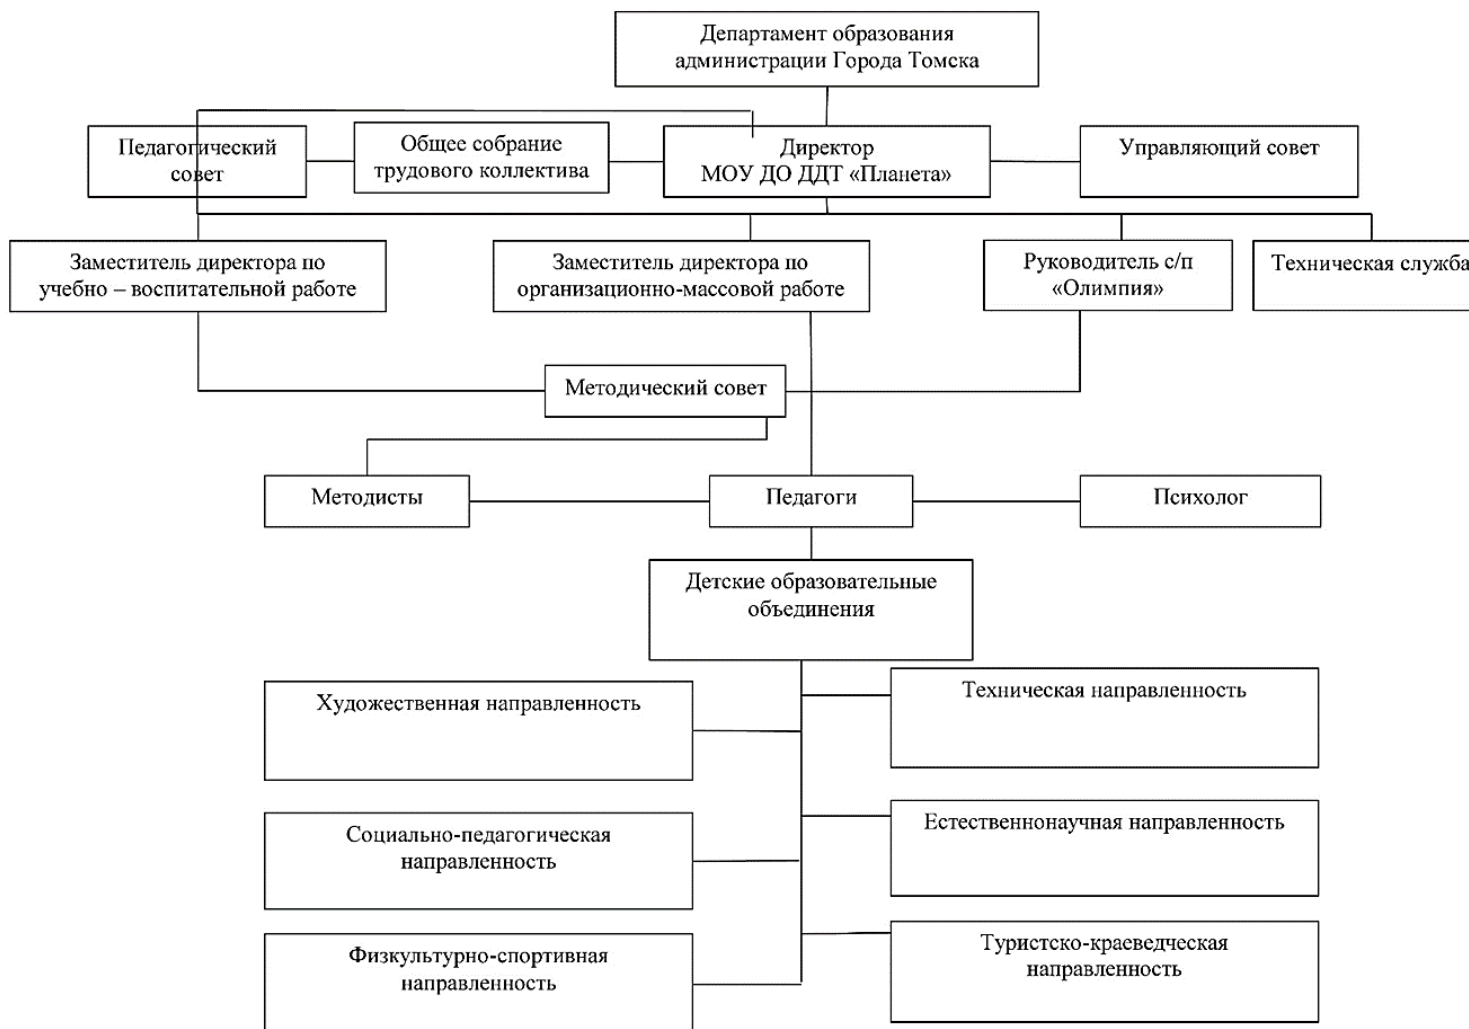 Департамент образования
администрации Города Томска
Педагогический
совет
Общее собрание
трудового коллектива
Директор
МОУ ДО ДДТ «Планета»
Управляющий совет
Заместитель директора по
учебно – воспитательной работе
Заместитель директора по
организационно-массовой работе
Руководитель с/п
«Олимпия»
Техническая служба
Методический совет
Методисты
Педагоги
Психолог
Детские образовательные
объединения
Художественная направленность
Техническая направленность
Социально-педагогическая
направленность
Естественнонаучная направленность
Физкультурно-спортивная
направленность
Туристско-краеведческая
направленность